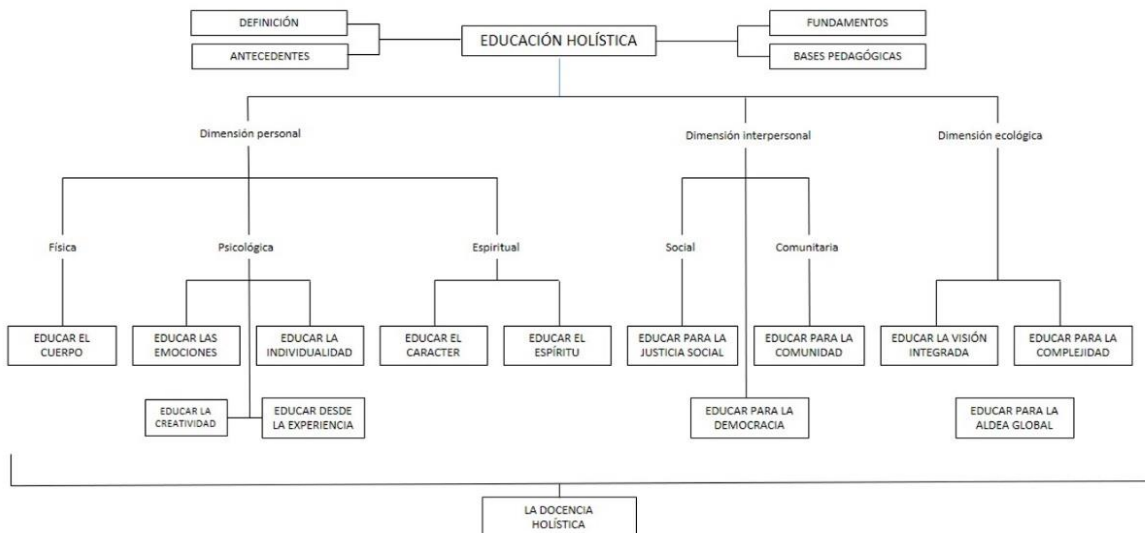 DEFINICIÓN
ANTECEDENTES
EDUCACIÓN HOLÍSTICA
FUNDAMENTOS
BASES PEDAGÓGICAS
Dimensión personal
Dimensión interpersonal
Dimensión ecológica
Física
Psicológica
Espiritual
Social
Comunitaria
EDUCAR EL
CUERPO
EDUCAR LAS
EMOCIONES
EDUCAR LA
INDIVIDUALIDAD
EDUCAR EL
CARACTER
EDUCAR EL
ESPÍRITU
EDUCAR PARA LA
JUSTICIA SOCIAL
EDUCAR PARA LA
COMUNIDAD
EDUCAR LA VISIÓN
INTEGRADA
EDUCAR PARA LA
COMPLEJIDAD
EDUCAR LA
CREATIVIDAD
EDUCAR DESDE
LA EXPERIENCIA
EDUCAR PARA LA
DEMOCRACIA
EDUCAR PARA LA
ALDEA GLOBAL
LA DOCENCIA
HOLÍSTICA